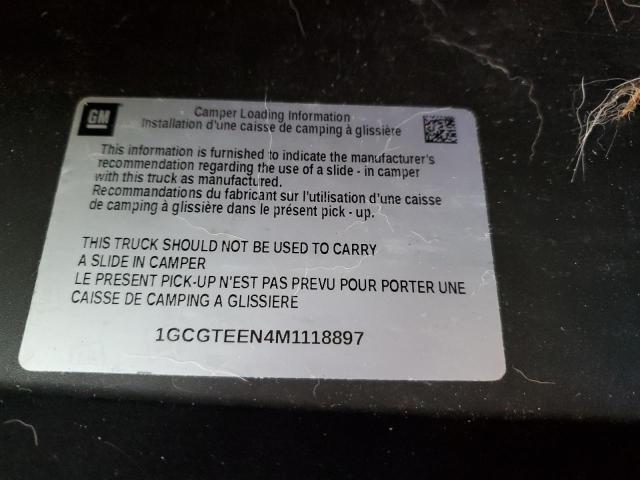 GM
Camper Loading Information
Installation d'une caisse de camping à glissière
This information is furnished to indicate the manufacturer's
recommendation regarding the use of a slide - in camper
with this truck as manufactured.
Recommandations du fabricant sur l'utilisation d'une caisse
de camping à glissière dans le présent pick - up.
THIS TRUCK SHOULD NOT BE USED TO CARRY
A SLIDE IN CAMPER
LE PRESENT PICK-UP N'EST PAS PREVU POUR PORTER UNE
CAISSE DE CAMPING A GLISSIERE
1GCGTEEN4M1118897